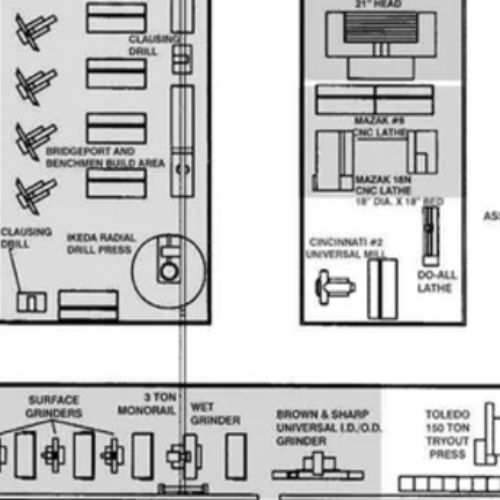 21" HEAD
CLAUSING
DRILL
MAZAK #8
CNC LATHE
BRIDGEPORT AND
BENCHMEN BUILD AREA
MAZAK 18N
CNC LATHE
18" DIA. X 18" BED
CLAUSING
DRILL
IKEDA RADIAL
DRILL PRESS
CINCINNATI #2
UNIVERSAL MILL
DO-ALL
LATHE
SURFACE
GRINDERS
3 TON
MONORAIL
WET
GRINDER
BROWN & SHARP
UNIVERSAL I.D./O.D.
GRINDER
TOLEDO
150 TON
TRYOUT
PRESS